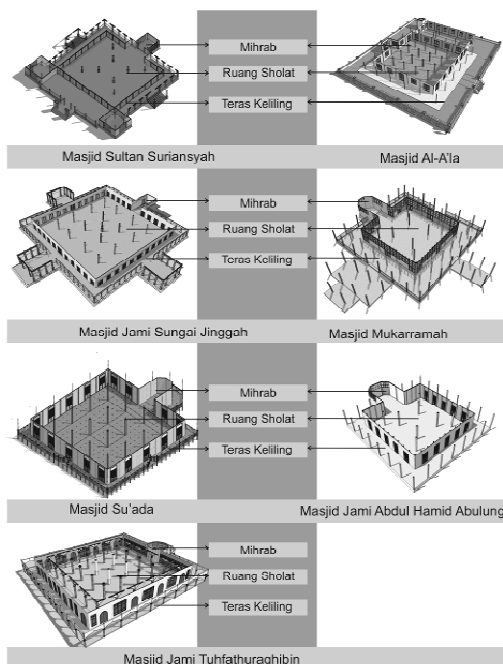 Mihrab
Ruang Sholat
Teras Keliling
Masjid Sultan Suriansyah
Masjid Al-A'la
Mihrab
Ruang Sholat
Teras Keliling
Masjid Jami Sungai Jinggah
Masjid Mukarramah
Mihrab
Ruang Sholat
Teras Keliling
Masjid Su'ada
Masjid Jami Abdul Hamid Abulung
Mihrab
Ruang Sholat
Teras Keliling
Masjid Jami Tuhfathuraghibin